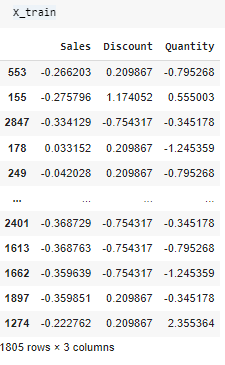 X_train
Sales Discount Quantity
553 -0.266203 0.209867 -0.795268
155 -0.275796 1.174052 0.555003
2847 -0.334129 -0.754317 -0.345178
178 0.033152 0.209867 -1.245359
249 -0.042028 0.209867 -0.795268
... ... ... ...
2401 -0.368729 -0.754317 -0.345178
1613 -0.368763 -0.754317 -0.795268
1662 -0.359639 -0.754317 -1.245359
1897 -0.359851 0.209867 -0.345178
1274 -0.222762 0.209867 2.355364
1805 rows × 3 columns